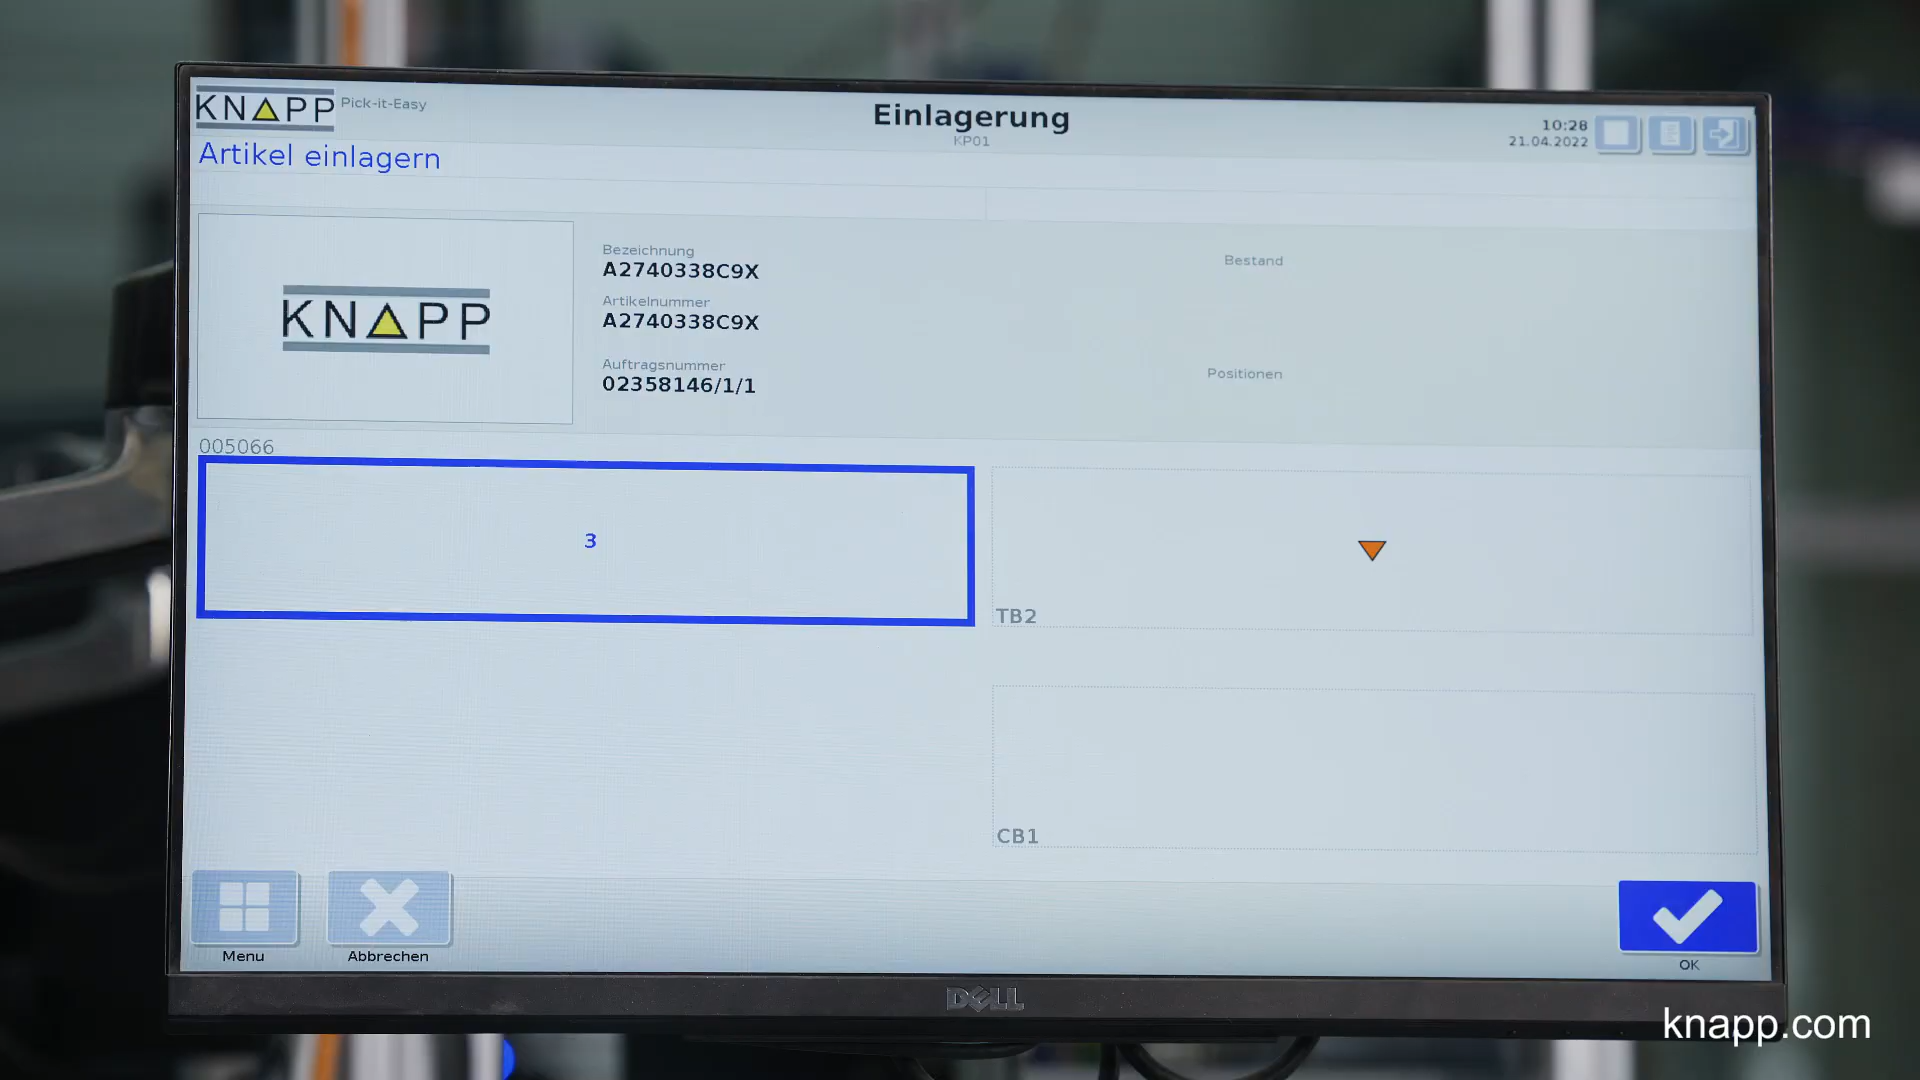 KNAPP Pick-it-Easy
Einlagerung
KP01
10:28
21.04.2022
Artikel einlagern
KNAPP
Bezeichnung
A2740338C9X
Artikelnummer
A2740338C9X
Auftragsnummer
02358146/1/1
Bestand
Positionen
005066
3
TB2
CB1
Menu
Abbrechen
OK
DELL
knapp.com